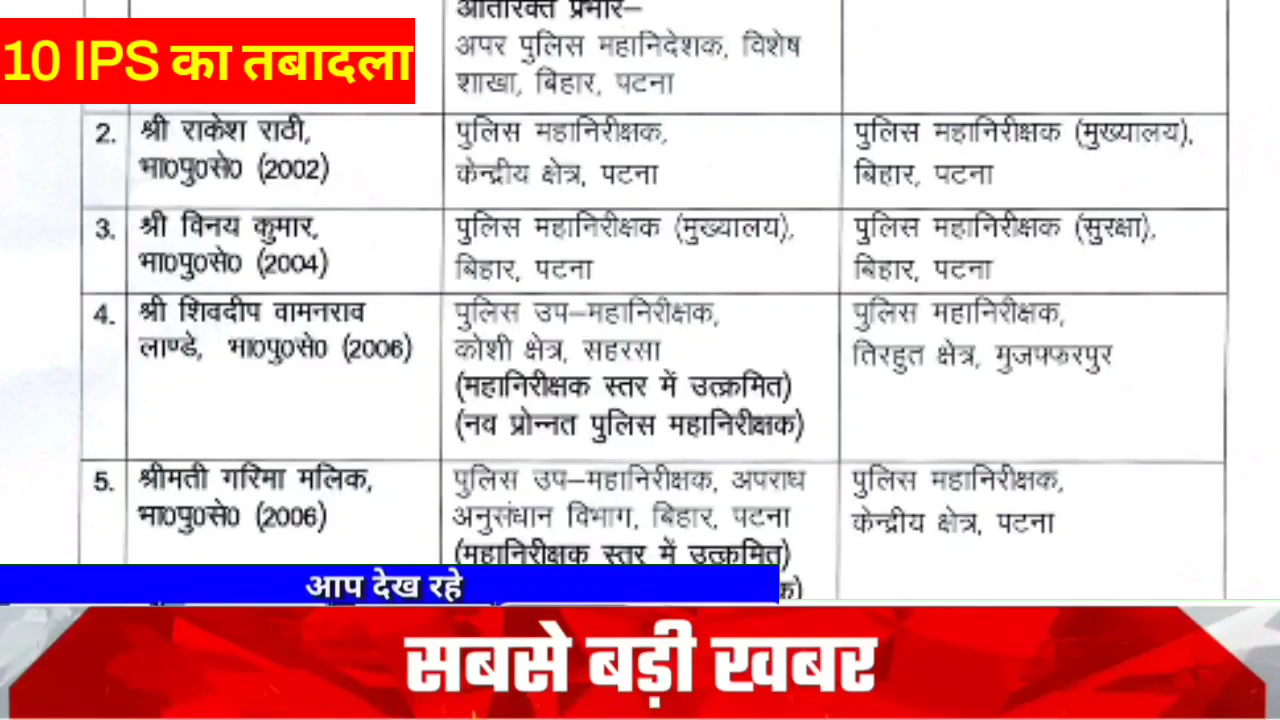 अतिरिक्त प्रभार–
10 IPS का तबादला
अपर पुलिस महानिदेशक, विशेष
शाखा, बिहार, पटना
2. श्री राकेश राठी, पुलिस महानिरीक्षक, पुलिस महानिरीक्षक (मुख्यालय),
भा0पु0से0 (2002) केन्द्रीय क्षेत्र, पटना बिहार, पटना
3. श्री विनय कुमार, पुलिस महानिरीक्षक (मुख्यालय), पुलिस महानिरीक्षक (सुरक्षा),
भा0पु0से0 (2004) बिहार, पटना बिहार, पटना
4. श्री शिवदीप वामनराव पुलिस उप–महानिरीक्षक, पुलिस महानिरीक्षक,
लाण्डे, भा0पु0से0 (2006) कोशी क्षेत्र, सहरसा तिरहुत क्षेत्र, मुजफ्फरपुर
(महानिरीक्षक स्तर में उत्क्रमित)
(नव प्रोन्नत पुलिस महानिरीक्षक)
5. श्रीमती गरिमा मलिक, पुलिस उप–महानिरीक्षक, अपराध पुलिस महानिरीक्षक,
भा0पु0से0 (2006) अनुसंधान विभाग, बिहार, पटना केन्द्रीय क्षेत्र, पटना
(महानिरीक्षक स्तर में उत्क्रमित)
आप देख रहे
सबसे बड़ी खबर